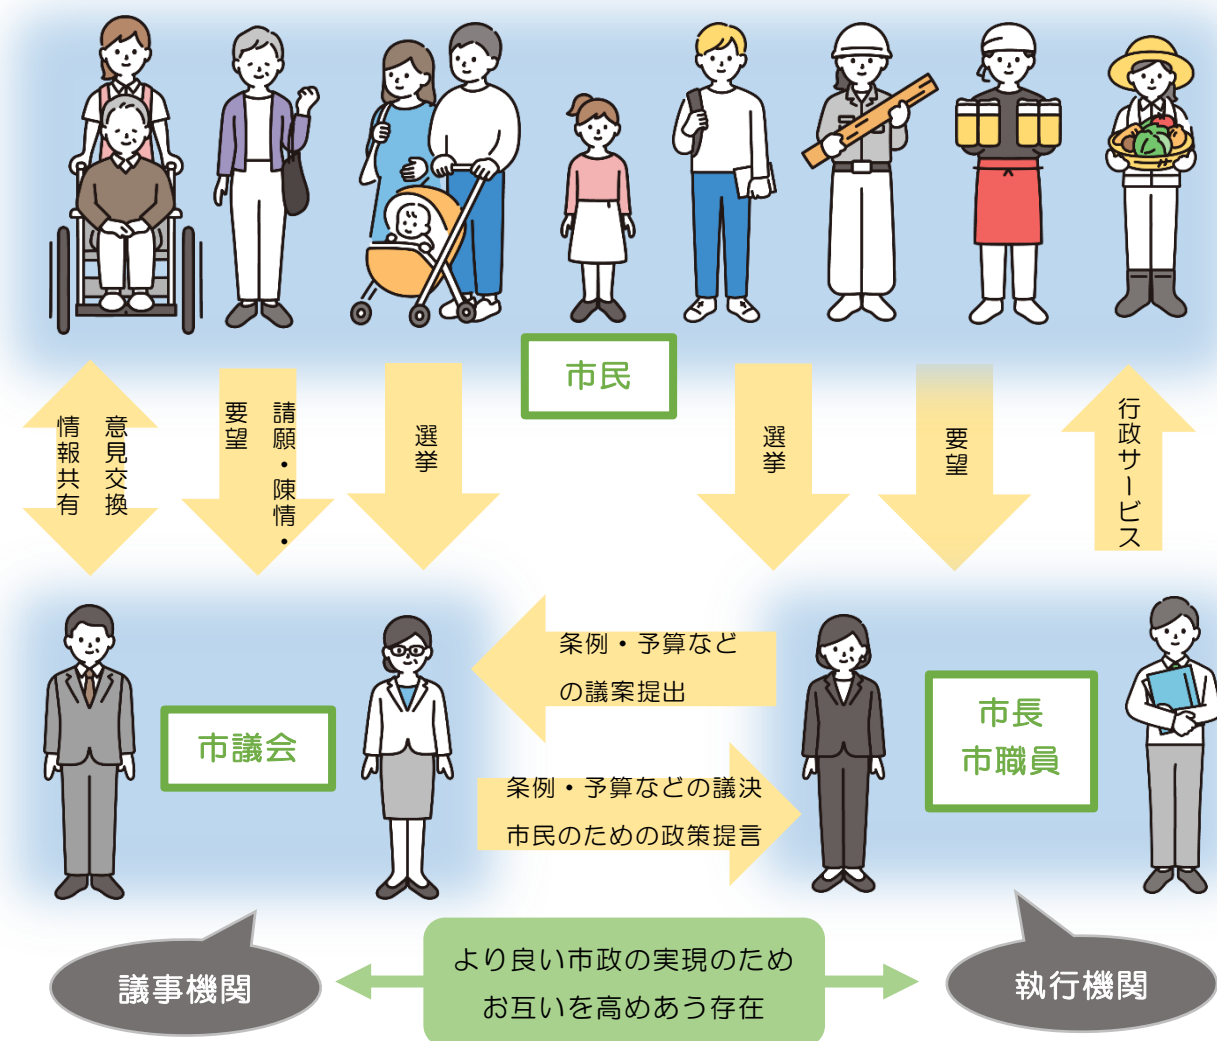 市民
意見交換
情報共有
請願・陳情・
要望
選挙
選挙
要望
行政サービス
条例・予算など
の議案提出
市議会
市長
市職員
条例・予算などの議決
市民のための政策提言
議事機関
より良い市政の実現のため
お互いを高めあう存在
執行機関